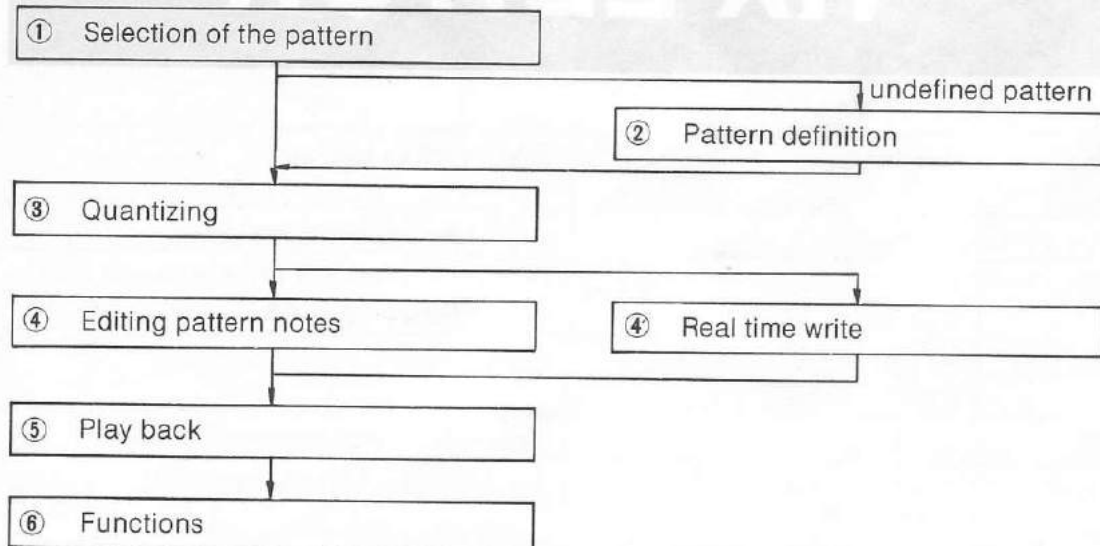 ① Selection of the pattern
undefined pattern
② Pattern definition
③ Quantizing
④ Editing pattern notes
④' Real time write
⑤ Play back
⑥ Functions